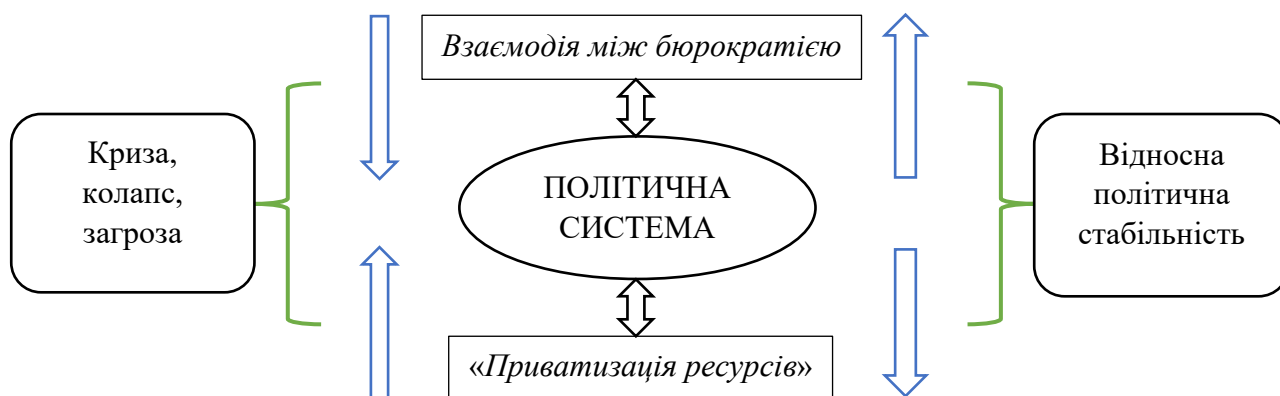 Взаємодія між бюрократією
Криза,
колапс,
загроза
ПОЛІТИЧНА
СИСТЕМА
Відносна
політична
стабільність
«Приватизація ресурсів»